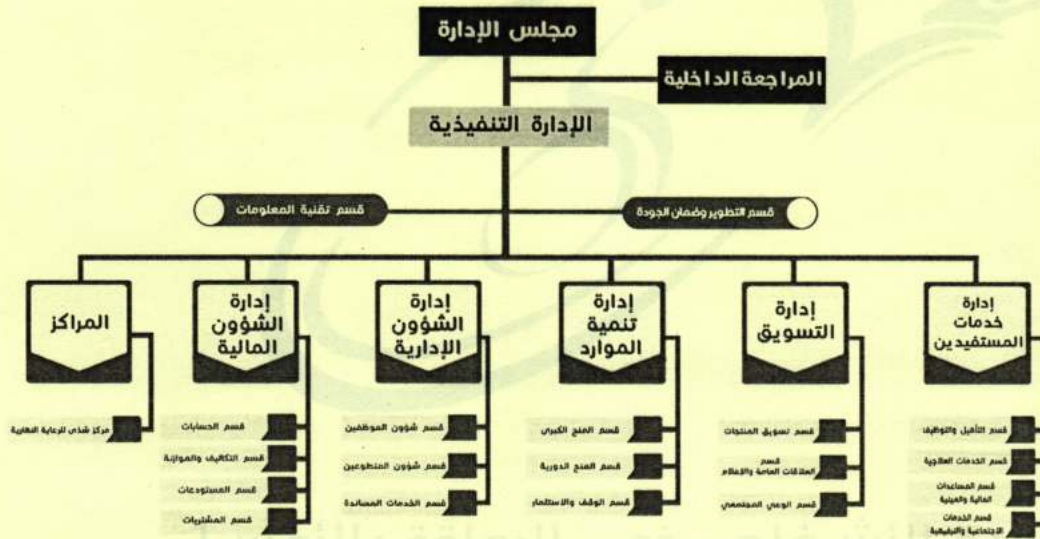 مجلس الإدارة
المراجعة الداخلية
الإدارة التنفيذية
قسم التطوير وضمان الجودة
قسم تقنية المعلومات
إدارة
خدمات
المستفيدين
قسم التأهيل والتوظيف
قسم الخدمات العلاجية
قسم المساعدات
المالية والعينية
قسم الخدمات
الاجتماعية والترفيهية
إدارة
التسويق
قسم تسويق المنتجات
قسم
العلاقات العامة والإعلام
قسم الوعي المجتمعي
إدارة
تنمية
الموارد
قسم المنح الكبرى
قسم المنح الدورية
قسم الوقف والاستثمار
إدارة
الشؤون
الإدارية
قسم شؤون الموظفين
قسم شؤون المتطوعين
قسم الخدمات المساندة
إدارة
الشؤون
المالية
قسم الحسابات
قسم التكاليف والموازنة
قسم المستودعات
قسم المشتريات
المراكز
مركز شذى للرعاية النهارية